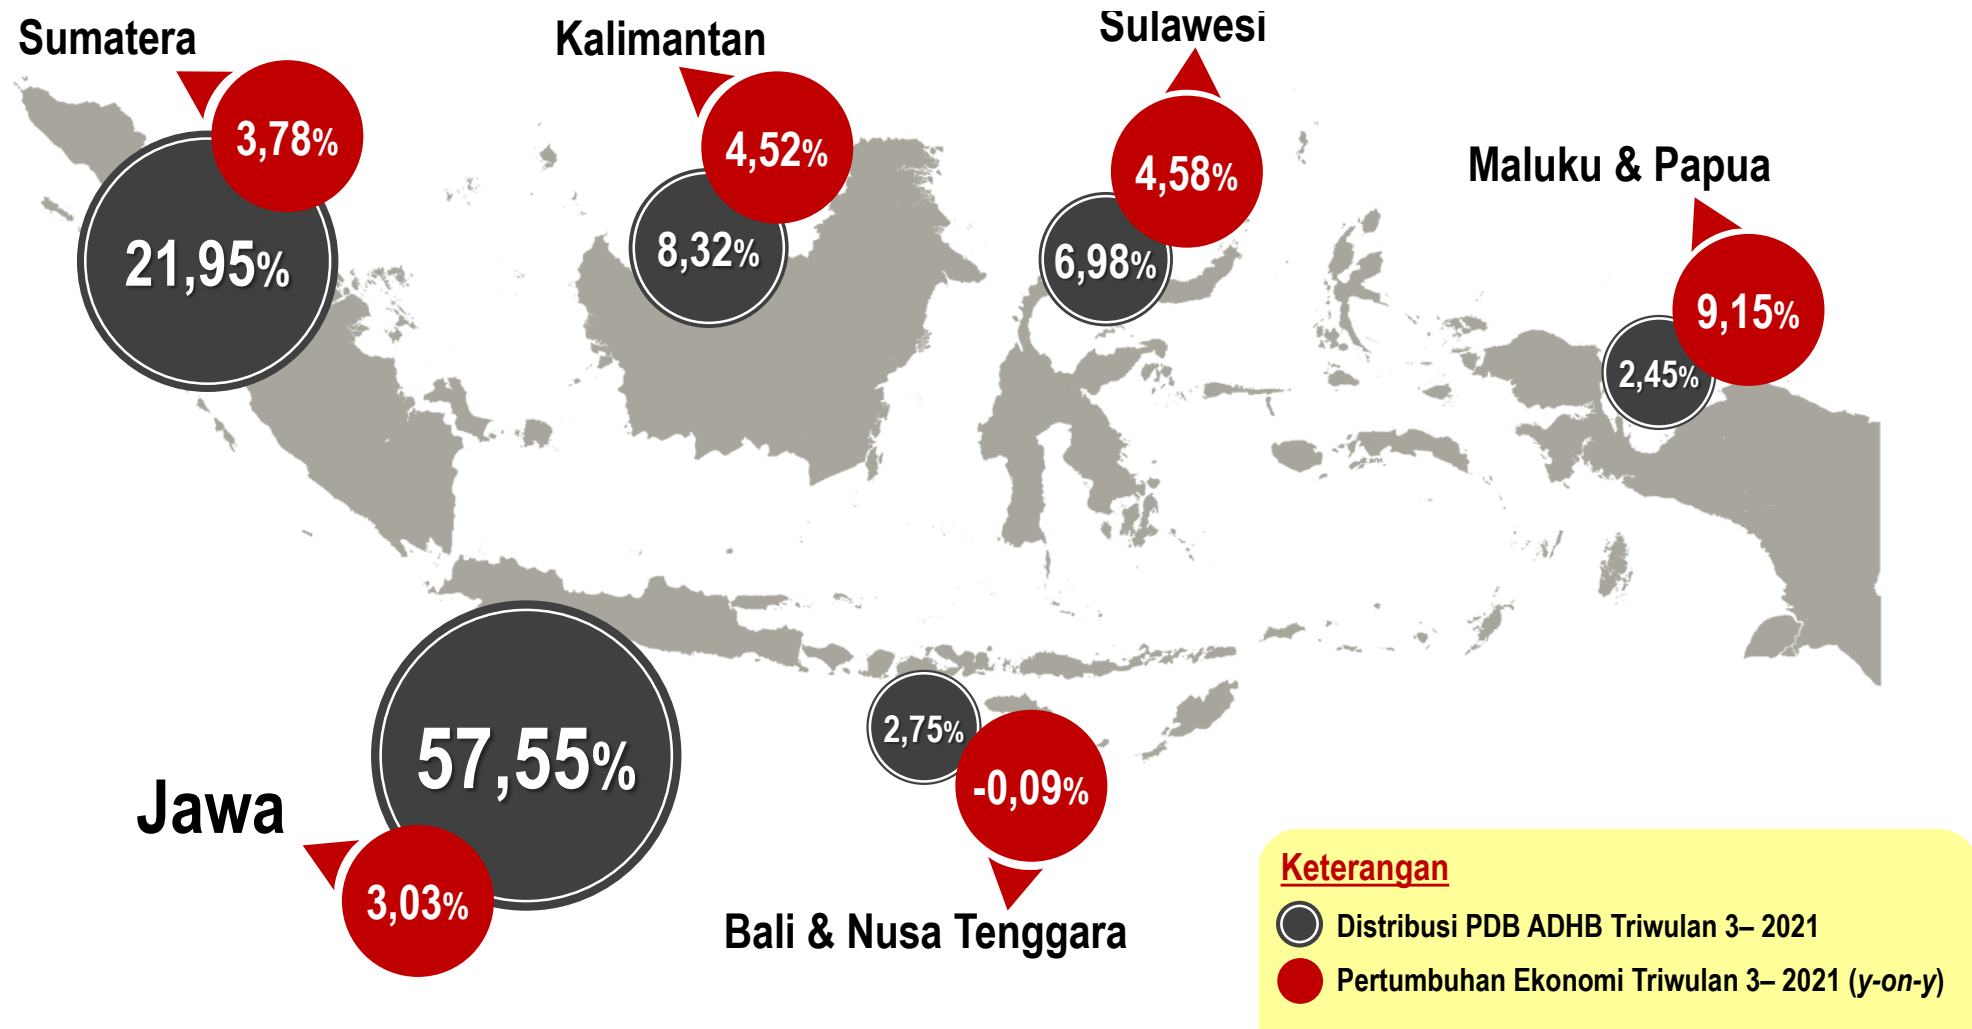 Sumatera
Kalimantan
Sulawesi
3,78%
4,52%
4,58%
Maluku & Papua
21,95%
8,32%
6,98%
9,15%
2,45%
57,55%
2,75%
-0,09%
Jawa
3,03%
Bali & Nusa Tenggara
Keterangan
Distribusi PDB ADHB Triwulan 3– 2021
Pertumbuhan Ekonomi Triwulan 3– 2021 (y-on-y)